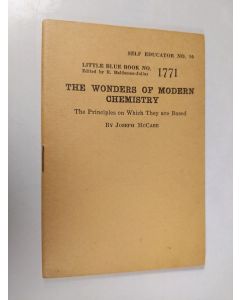 SELF EDUCATOR NO.
LITTLE BLUE BOOK NO. 1771
Edited by E. Haldeman-Julius
THE WONDERS OF MODERN
CHEMISTRY
The Principles on Which They are Based
BY JOSEPH MCCABE